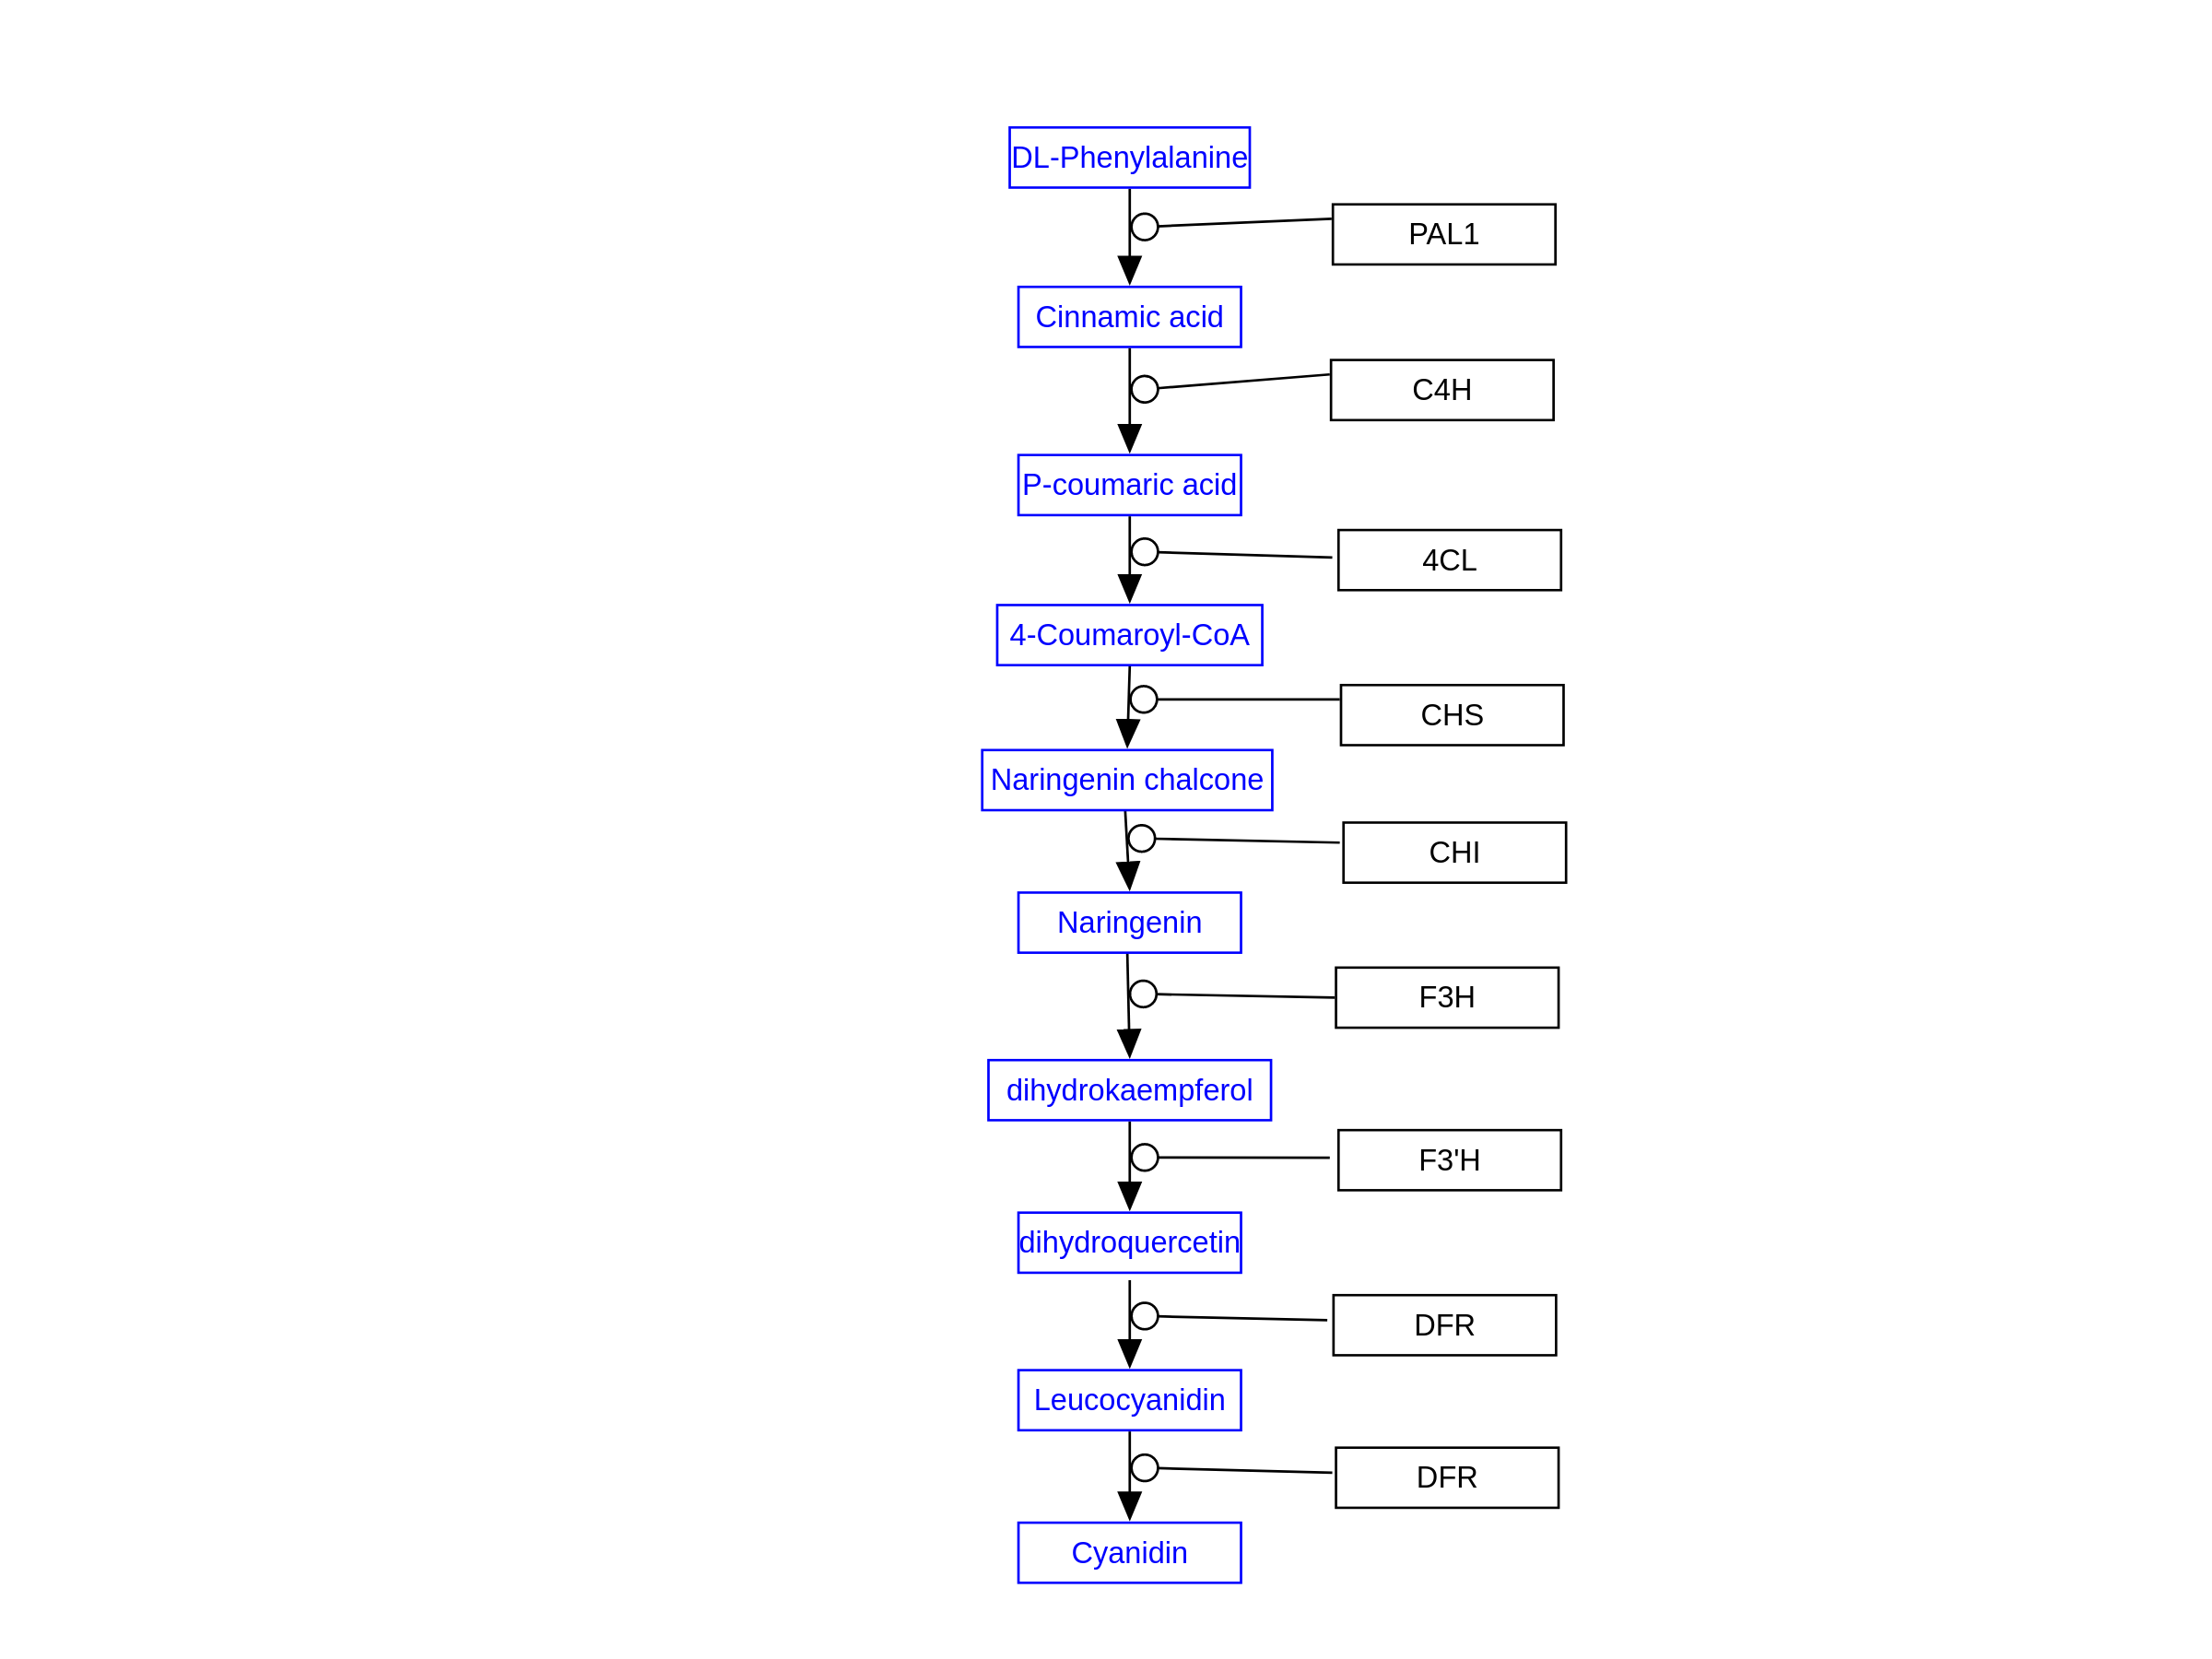 DL-Phenylalanine
PAL1
Cinnamic acid
C4H
P-coumaric acid
4CL
4-Coumaroyl-CoA
CHS
Naringenin chalcone
CHI
Naringenin
F3H
dihydrokaempferol
F3'H
dihydroquercetin
DFR
Leucocyanidin
DFR
Cyanidin